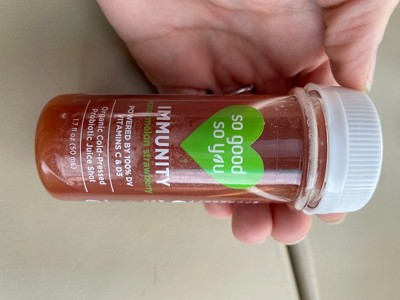 so good
so you
IMMUNITY
watermelon strawberry
POWERED BY 100% DV
VITAMINS C & D3
Organic Cold-Pressed
Probiotic Juice Shot
1.7 fl oz (50 mL)